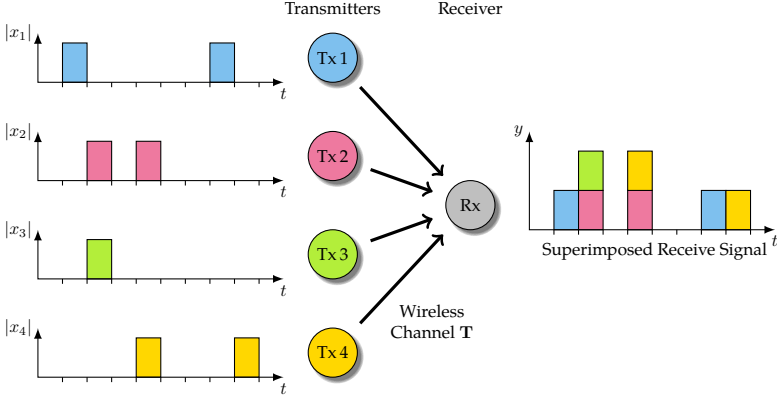 Transmitters
Receiver
|x₁|
t
Tx 1
|x₂|
t
Tx 2
|x₃|
t
Tx 3
|x₄|
t
Tx 4
Rx
Wireless
Channel T
y
t
Superimposed Receive Signal